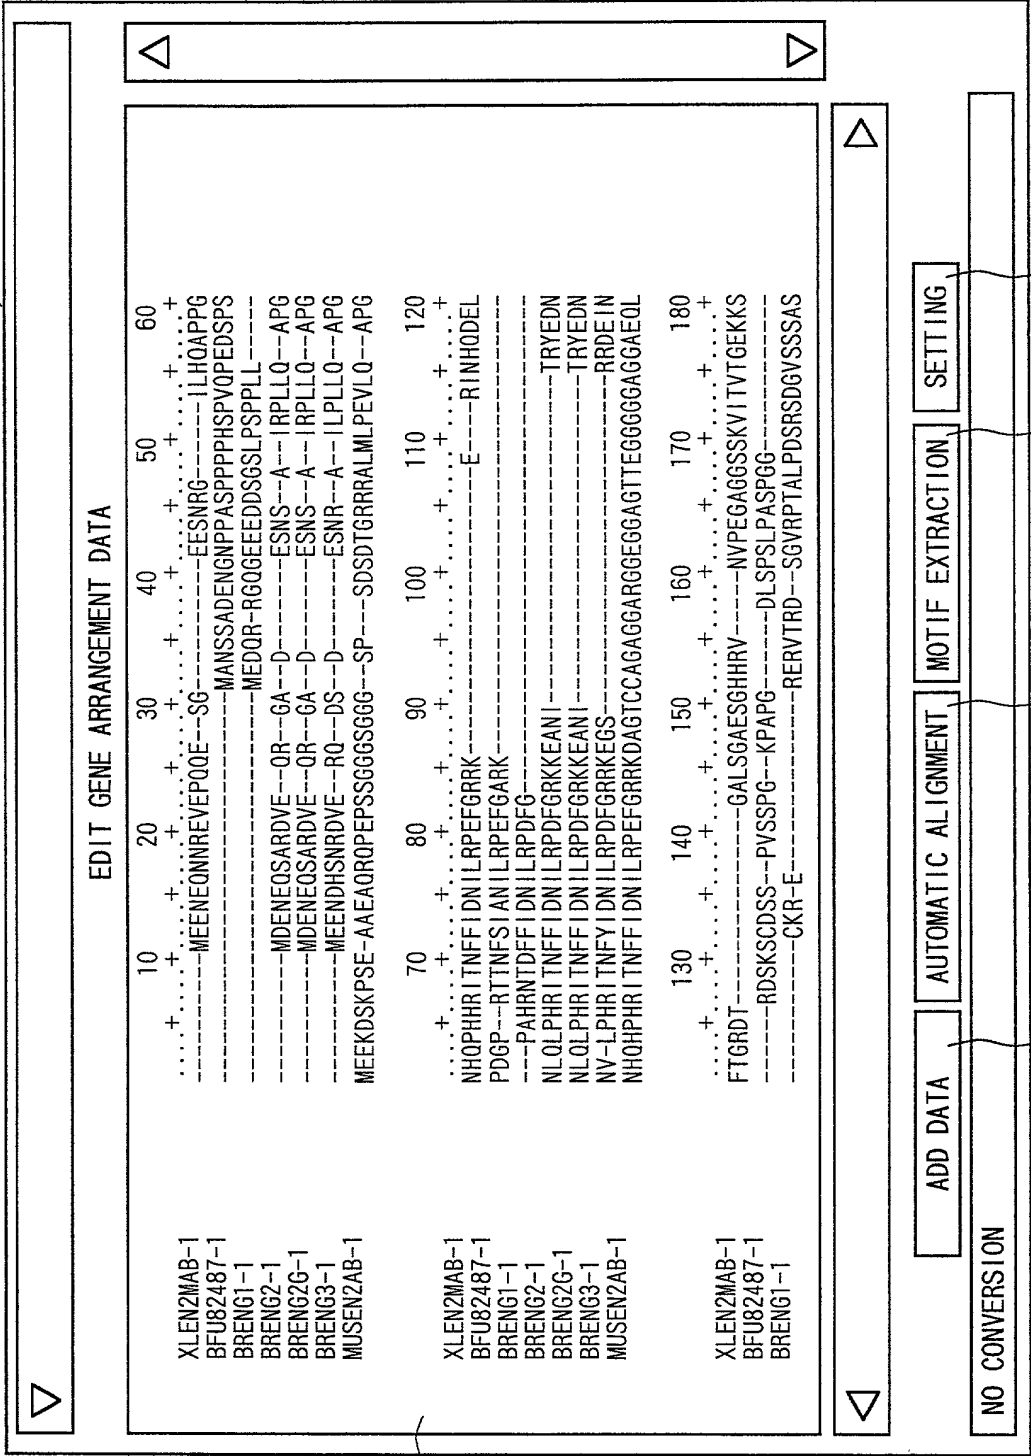 EDIT GENE ARRANGEMENT DATA
10 20 30 40 50 60
....+....+....+....+....+....+....+....+....+....+....+....+
XLEN2MAB-1 ----------MEENEQNNREVEPQQE--SG----------EESNRG------ILHQAPPG
BFU82487-1 ------------------------------MANSSADENGNPPASPPPPHSPVQPEDSPS
BRENG1-1 ------------------------------MEDQR-RGQGEEEDDSGSLPSPPLL-----
BRENG2-1 ----------MDENEQSARDVE--QR--GA--D-------ESNS--A--IRPLLQ--APG
BRENG2G-1 ----------MDENEQSARDVE--QR--GA--D-------ESNS--A--IRPLLQ--APG
BRENG3-1 ----------MEENDHSNRDVE--RQ--DS--D-------ESNR--A--ILPLLQ--APG
MUSEN2AB-1 MEEKDSKPSE-AAEAQRQPEPSSGGGSGGG--SP---SDSDTGRRRALMLPEVLQ--APG
70 80 90 100 110 120
....+....+....+....+....+....+....+....+....+....+....+....+
XLEN2MAB-1 NHQPHHRITNFFIDNILRPEFGRRK----------------------E----RINHQDEL
BFU82487-1 PDGP---RTTNFSIANILRPEFGARK----------------------------------
BRENG1-1 ---PAHRNTDFFIDNILRPDFG--------------------------------------
BRENG2-1 NLQLPHRITNFFIDNILRPDFGRKKEANI-------------------------TRYEDN
BRENG2G-1 NLQLPHRITNFFIDNILRPDFGRKKEANI-------------------------TRYEDN
BRENG3-1 NV-LPHRITNFYIDNILRPDFGRRKEGS--------------------------RRDEIN
MUSEN2AB-1 NHQHPHRITNFFIDNILRPEFGRRKDAGTCCAGAGGARGGEGGAGTTEGGGGGAGGAEQL
130 140 150 160 170 180
....+....+....+....+....+....+....+....+....+....+....+....+
XLEN2MAB-1 FTGRDT---------------GALSGAESGHHRV-----NVPEGAGGSSKVITVTGEKKS
BFU82487-1 ------RDSKSCDSS--PVSSPG--KPAPG-------DLSPSLPASPGG-----------
BRENG1-1 -----------CKR-E--------------RERVTRD--SGVRPTALPDSRSDGVSSSAS
ADD DATA
AUTOMATIC ALIGNMENT
MOTIF EXTRACTION
SETTING
NO CONVERSION